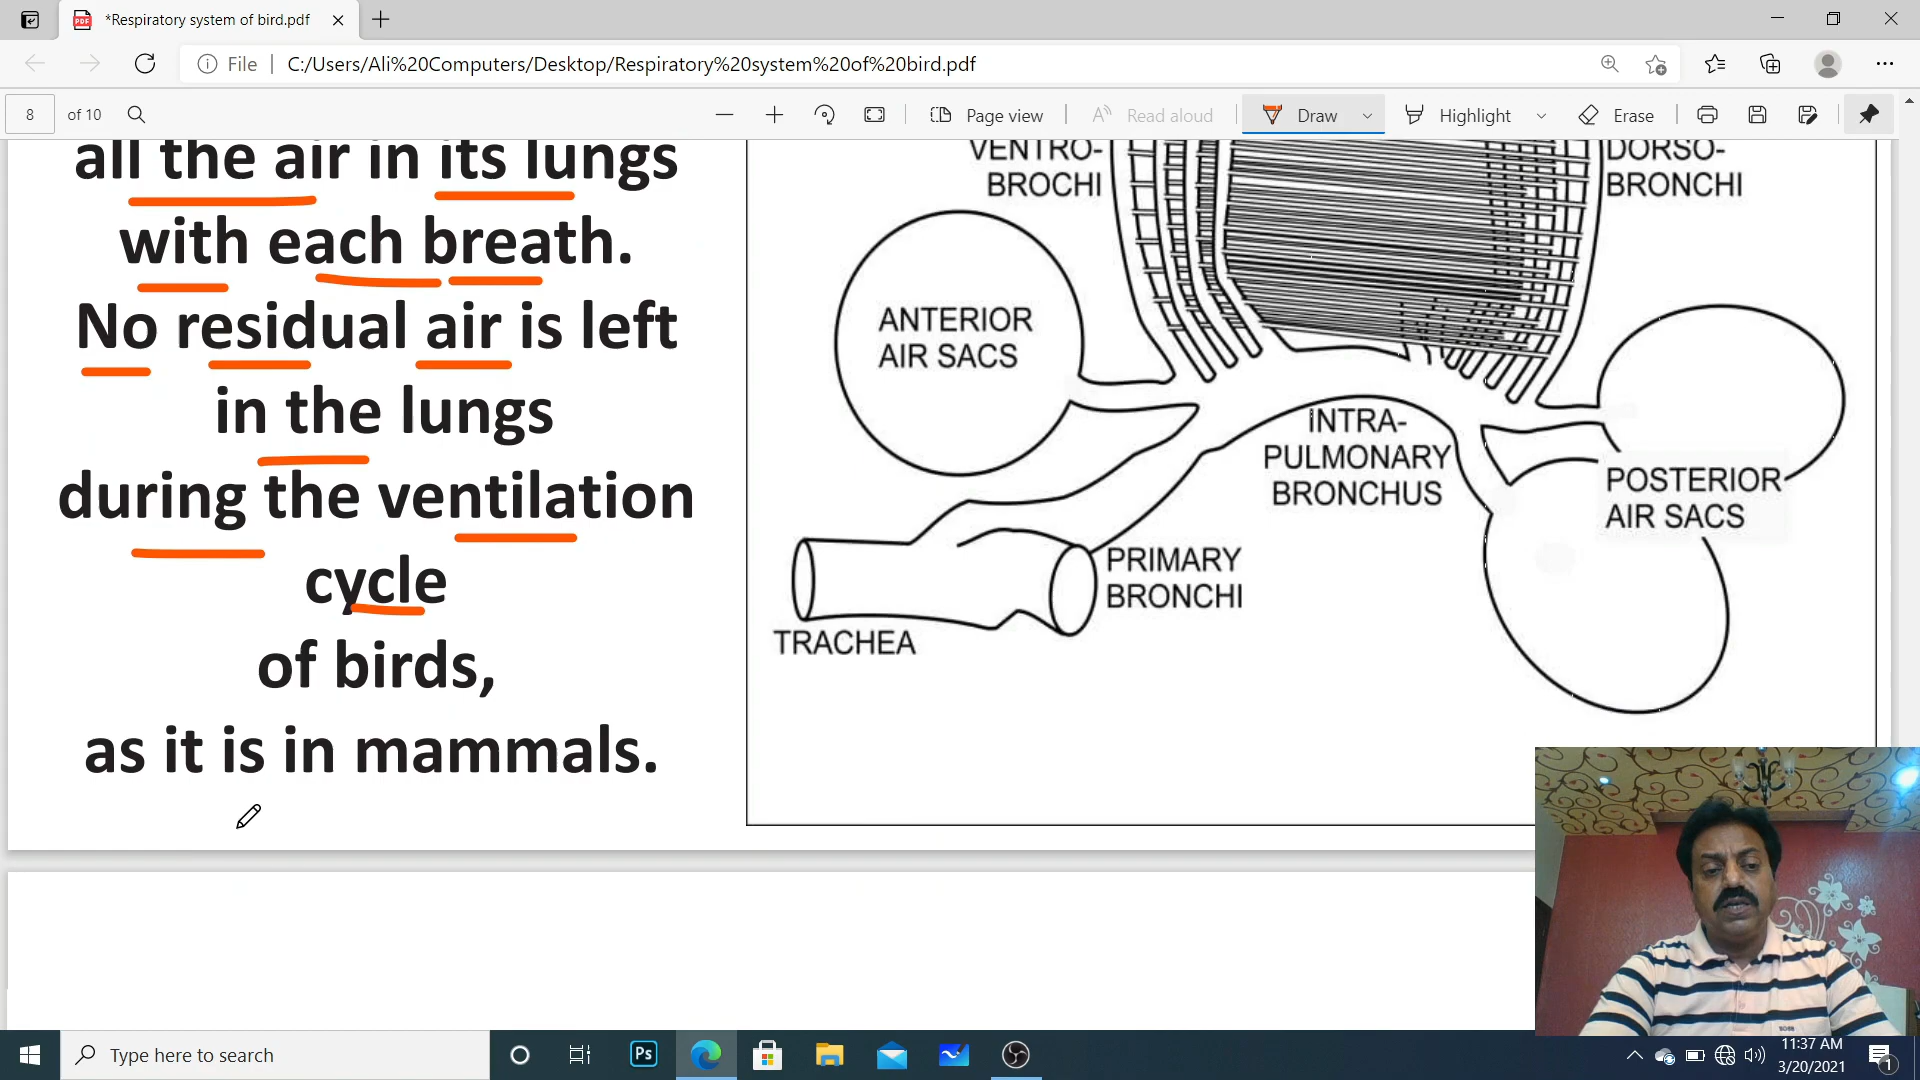 *Respiratory system of bird.pdf
File
C:/Users/Ali%20Computers/Desktop/Respiratory%20system%20of%20bird.pdf
8 of 10
Page view
Read aloud
Draw
Highlight
Erase
all the air in its lungs
with each breath.
No residual air is left
in the lungs
during the ventilation
cycle
of birds,
as it is in mammals.
VENTRO-
BROCHI
DORSO-
BRONCHI
ANTERIOR
AIR SACS
INTRA-
PULMONARY
BRONCHUS
POSTERIOR
AIR SACS
PRIMARY
BRONCHI
TRACHEA
Type here to search
Ps
11:37 AM
3/20/2021
1